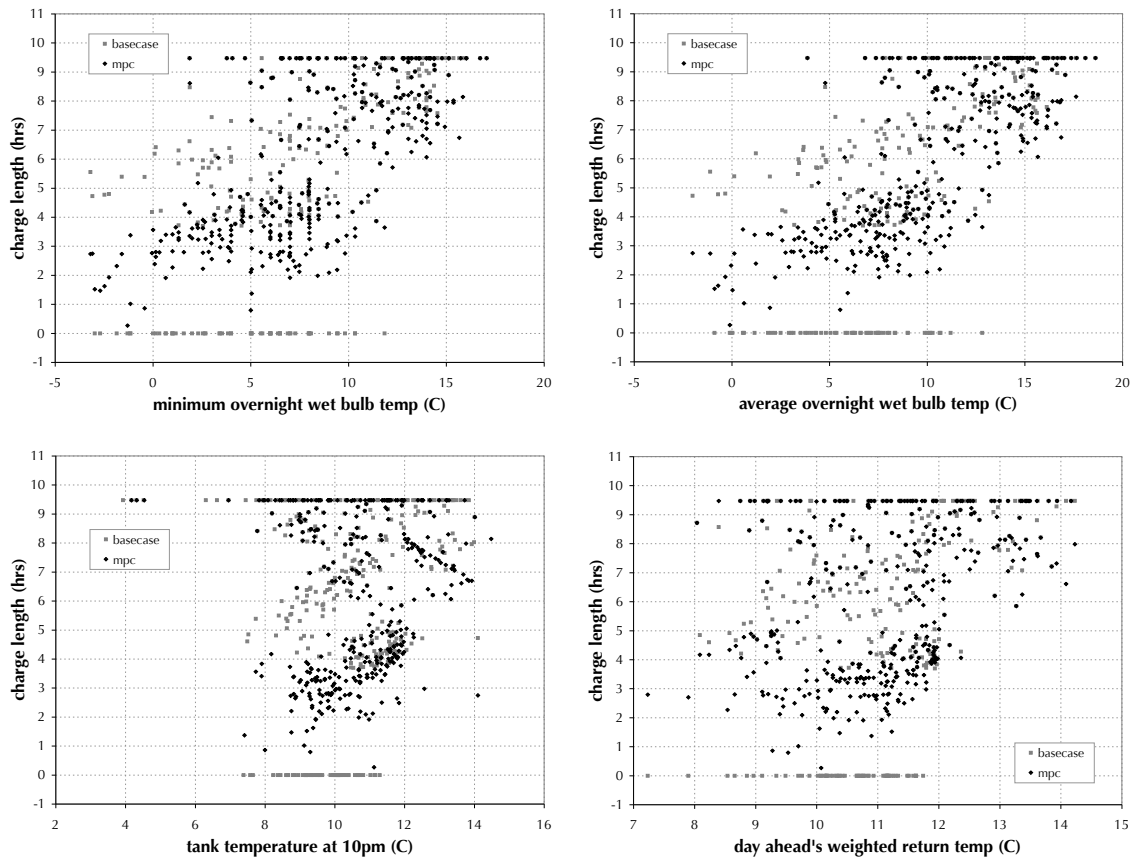 11
10
9
8
7
6
5
4
3
2
1
0
-1
charge length (hrs)
basecase
mpc
-5 0 5 10 15 20
minimum overnight wet bulb temp (C)
11
10
9
8
7
6
5
4
3
2
1
0
-1
charge length (hrs)
basecase
mpc
-5 0 5 10 15 20
average overnight wet bulb temp (C)
11
10
9
8
7
6
5
4
3
2
1
0
-1
charge length (hrs)
basecase
mpc
2 4 6 8 10 12 14 16
tank temperature at 10pm (C)
11
10
9
8
7
6
5
4
3
2
1
0
-1
charge length (hrs)
basecase
mpc
7 8 9 10 11 12 13 14 15
day ahead's weighted return temp (C)